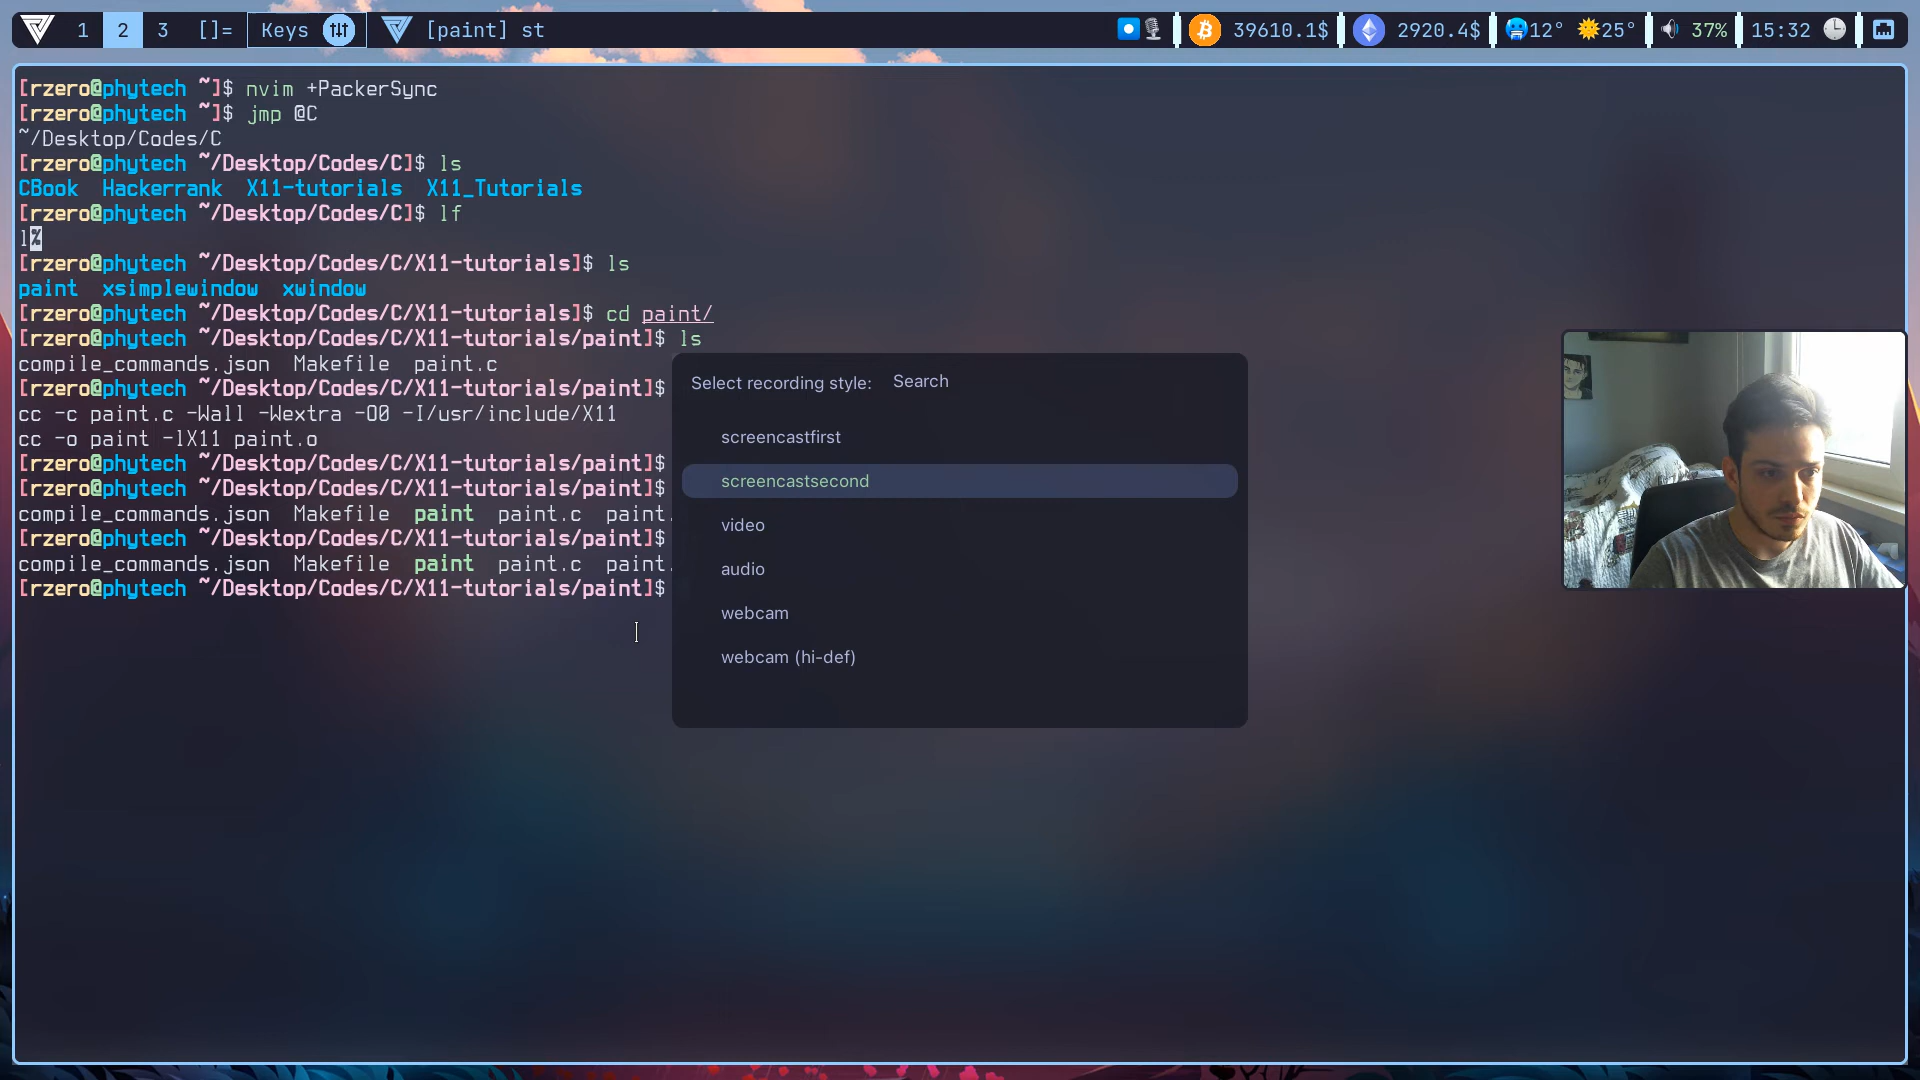 1 2 3 []= Keys [paint] st 39610.1$ 2920.4$ 12° 25° 37% 15:32
[rzero@phytech ~]$ nvim +PackerSync
[rzero@phytech ~]$ jmp @C
~/Desktop/Codes/C
[rzero@phytech ~/Desktop/Codes/C]$ ls
CBook Hackerrank X11-tutorials X11_Tutorials
[rzero@phytech ~/Desktop/Codes/C]$ lf
l%
[rzero@phytech ~/Desktop/Codes/C/X11-tutorials]$ ls
paint xsimplewindow xwindow
[rzero@phytech ~/Desktop/Codes/C/X11-tutorials]$ cd paint/
[rzero@phytech ~/Desktop/Codes/C/X11-tutorials/paint]$ ls
compile_commands.json Makefile paint.c
[rzero@phytech ~/Desktop/Codes/C/X11-tutorials/paint]$
cc -c paint.c -Wall -Wextra -O0 -I/usr/include/X11
cc -o paint -lX11 paint.o
[rzero@phytech ~/Desktop/Codes/C/X11-tutorials/paint]$
[rzero@phytech ~/Desktop/Codes/C/X11-tutorials/paint]$
compile_commands.json Makefile paint paint.c paint.
[rzero@phytech ~/Desktop/Codes/C/X11-tutorials/paint]$
compile_commands.json Makefile paint paint.c paint.
[rzero@phytech ~/Desktop/Codes/C/X11-tutorials/paint]$
Select recording style: Search
screencastfirst
screencastsecond
video
audio
webcam
webcam (hi-def)